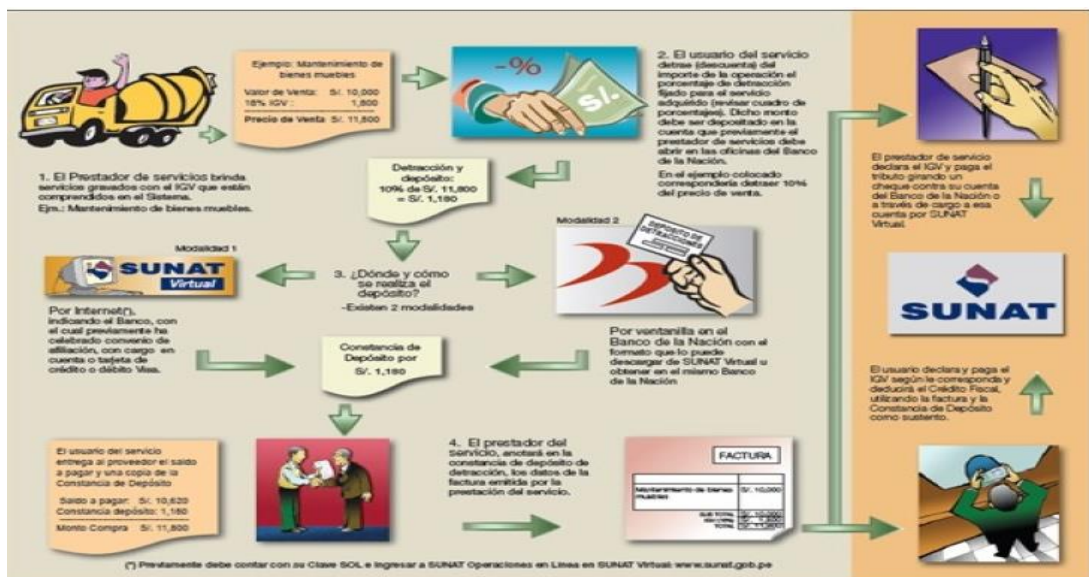 Ejemplo: Mantenimiento de
bienes muebles
Valor de Venta: S/. 10,000
18% IGV : 1,800
Precio de Venta S/. 11,800
1. El Prestador de servicios brinda
servicios gravados con el IGV que están
comprendidos en el Sistema.
Ejm.: Mantenimiento de bienes muebles.
-%
S/.
2. El usuario del servicio
detrae (descuenta) del
importe de la operación el
porcentaje de detracción
fijado para el servicio
adquirido (revisar cuadro de
porcentajes). Dicho monto
debe ser depositado en la
cuenta que previamente el
prestador de servicios debe
abrir en las oficinas del Banco
de la Nación.
En el ejemplo colocado
correspondería detraer 10%
del precio de venta.
Detracción y
depósito:
10% de S/. 11,800
= S/. 1,180
Modalidad 1
SUNAT
Virtual
Por Internet(*),
indicando el Banco, con
el cual previamente ha
celebrado convenio de
afiliación, con cargo en
cuenta o tarjeta de
crédito o débito Visa.
3. ¿Dónde y cómo
se realiza el
depósito?
-Existen 2 modalidades
Modalidad 2
DEPOSITO DE
DETRACCIONES
Por ventanilla en el
Banco de la Nación con el
formato que lo puede
descargar de SUNAT Virtual u
obtener en el mismo Banco
de la Nación
Constancia de
Depósito por
S/. 1,180
El usuario del servicio
entrega al proveedor el saldo
a pagar y una copia de la
Constancia de Depósito
Saldo a pagar: S/. 10,620
Constancia depósito: 1,180
Monto Compra S/. 11,800
4. El prestador del
servicio, anotará en la
constancia de depósito de
detracción, los datos de la
factura emitida por la
prestación del servicio.
FACTURA
Mantenimiento de bienes
muebles S/. 10,000
SUB TOTAL S/. 10,000
IGV (18%) S/. 1,800
TOTAL S/. 11,800
El prestador de servicio
declara el IGV y paga el
tributo girando un
cheque contra su cuenta
del Banco de la Nación o
a través de cargo a esa
cuenta por SUNAT
Virtual.
SUNAT
El usuario declara y paga el
IGV según le corresponda y
deducirá el Crédito Fiscal,
utilizando la factura y la
Constancia de Depósito
como sustento.
(*) Previamente debe contar con su Clave SOL e ingresar a SUNAT Operaciones en Línea en SUNAT Virtual: www.sunat.gob.pe